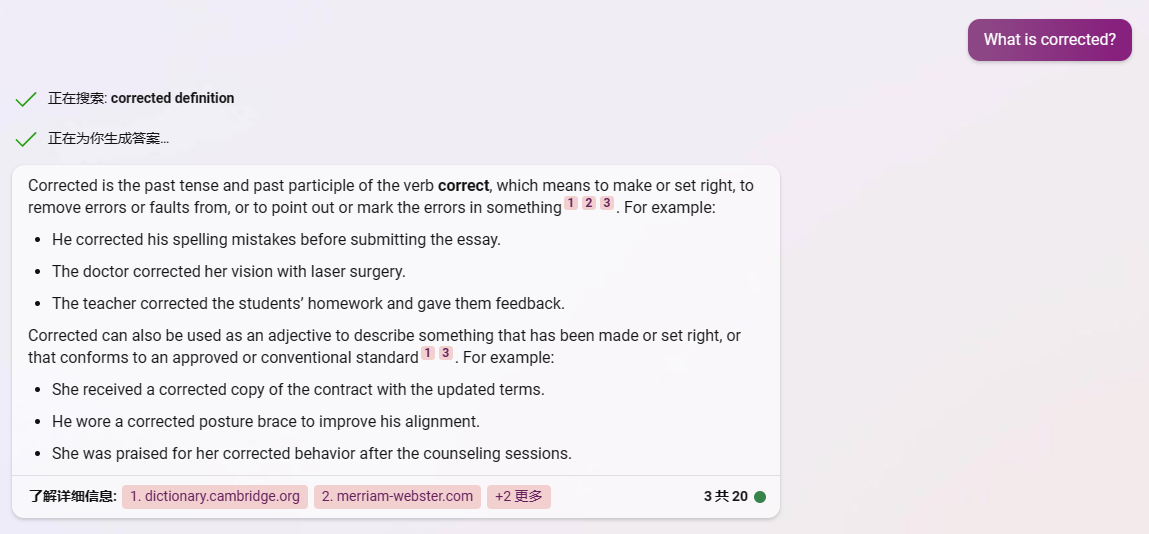 What is corrected?
正在搜索: corrected definition
正在为你生成答案...
Corrected is the past tense and past participle of the verb correct, which means to make or set right, to
remove errors or faults from, or to point out or mark the errors in something 1 2 3 . For example:
• He corrected his spelling mistakes before submitting the essay.
• The doctor corrected her vision with laser surgery.
• The teacher corrected the students’ homework and gave them feedback.
Corrected can also be used as an adjective to describe something that has been made or set right, or
that conforms to an approved or conventional standard 1 3 . For example:
• She received a corrected copy of the contract with the updated terms.
• He wore a corrected posture brace to improve his alignment.
• She was praised for her corrected behavior after the counseling sessions.
了解详细信息: 1. dictionary.cambridge.org 2. merriam-webster.com +2 更多 3 共 20